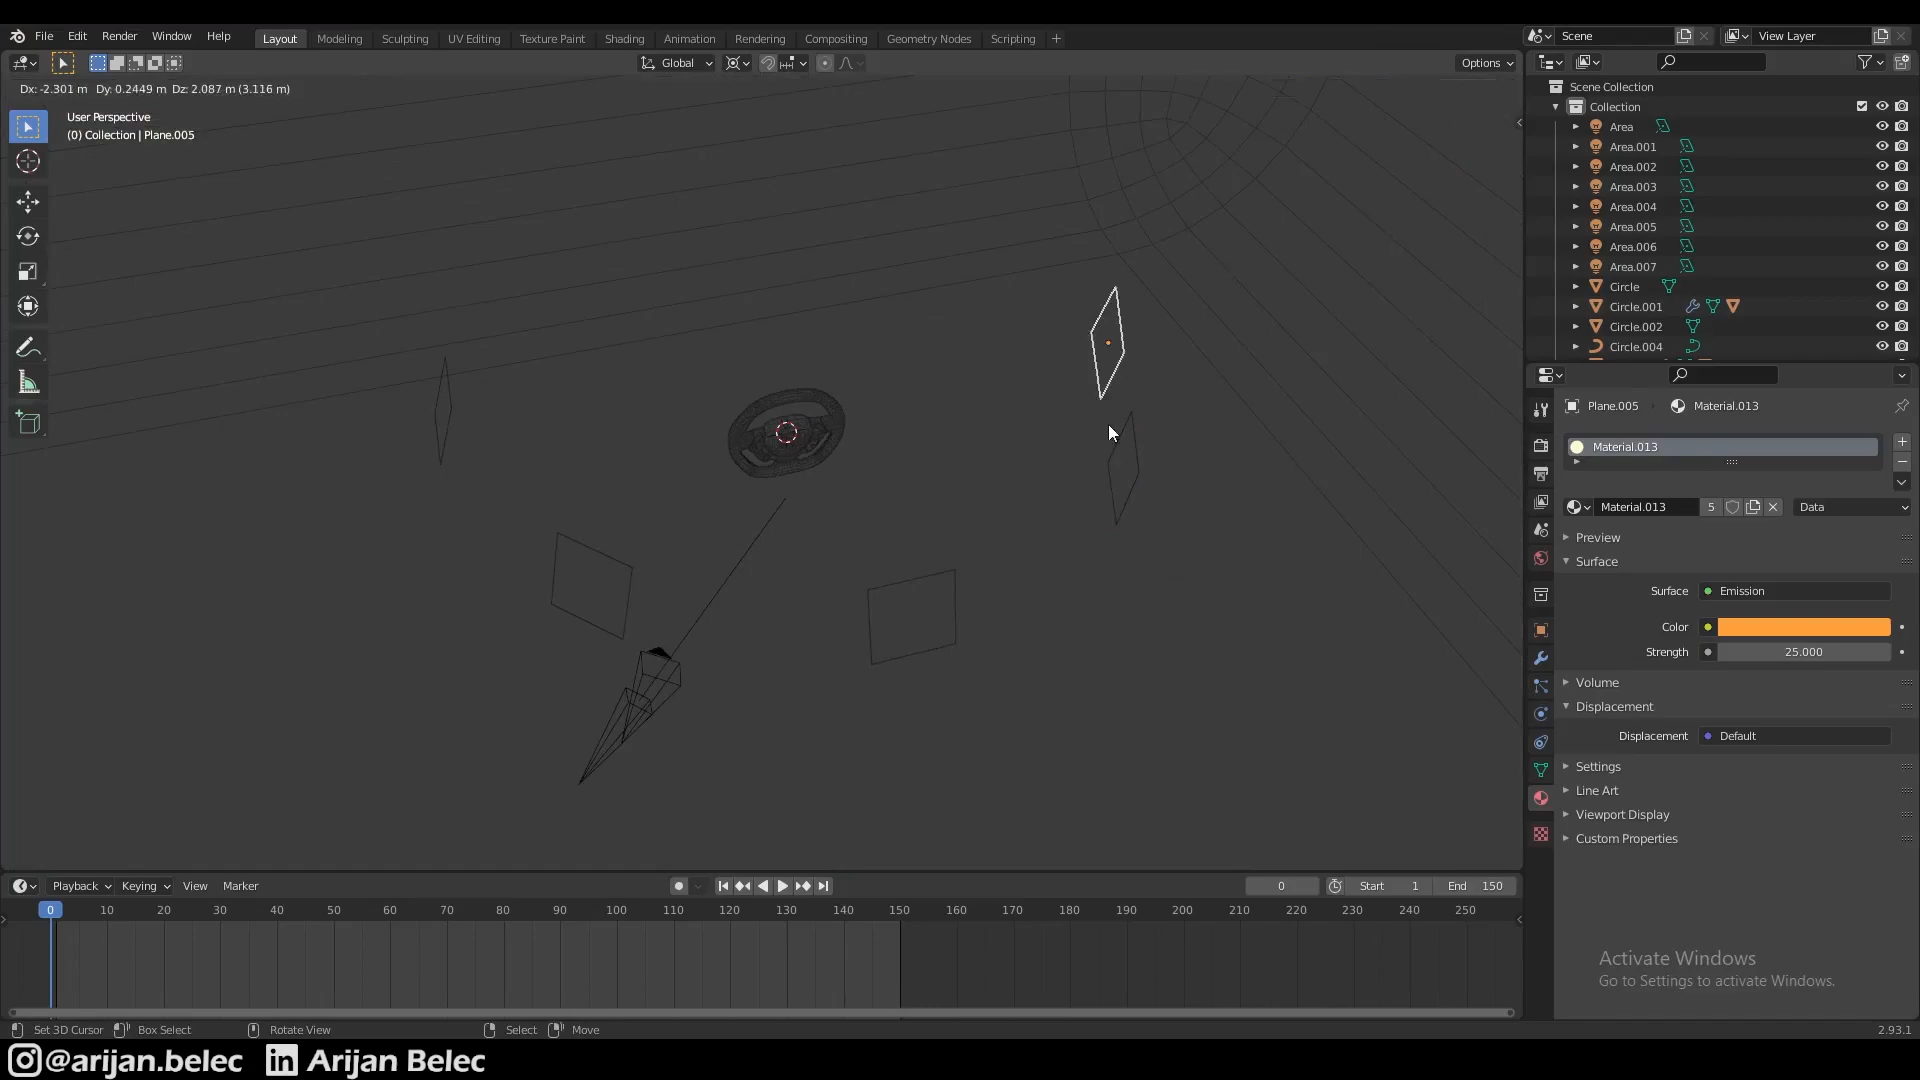 File Edit Render Window Help Layout Modeling Sculpting UV Editing Texture Paint Shading Animation Rendering Compositing Geometry Nodes Scripting + Scene View Layer
Global Options
Dx: -2.301 m Dy: 0.2449 m Dz: 2.087 m (3.116 m)
User Perspective
(0) Collection | Plane.005
Scene Collection
Collection
Area
Area.001
Area.002
Area.003
Area.004
Area.005
Area.006
Area.007
Circle
Circle.001
Circle.002
Circle.004
Plane.005 Material.013
Material.013
Material.013 5 Data
Preview
Surface
Surface Emission
Color
Strength 25.000
Volume
Displacement
Displacement Default
Settings
Line Art
Viewport Display
Custom Properties
Playback Keying View Marker 0 Start 1 End 150
0 10 20 30 40 50 60 70 80 90 100 110 120 130 140 150 160 170 180 190 200 210 220 230 240 250
Activate Windows
Go to Settings to activate Windows.
Set 3D Cursor Box Select Rotate View Select Move 2.93.1
@arijan.belec in Arijan Belec